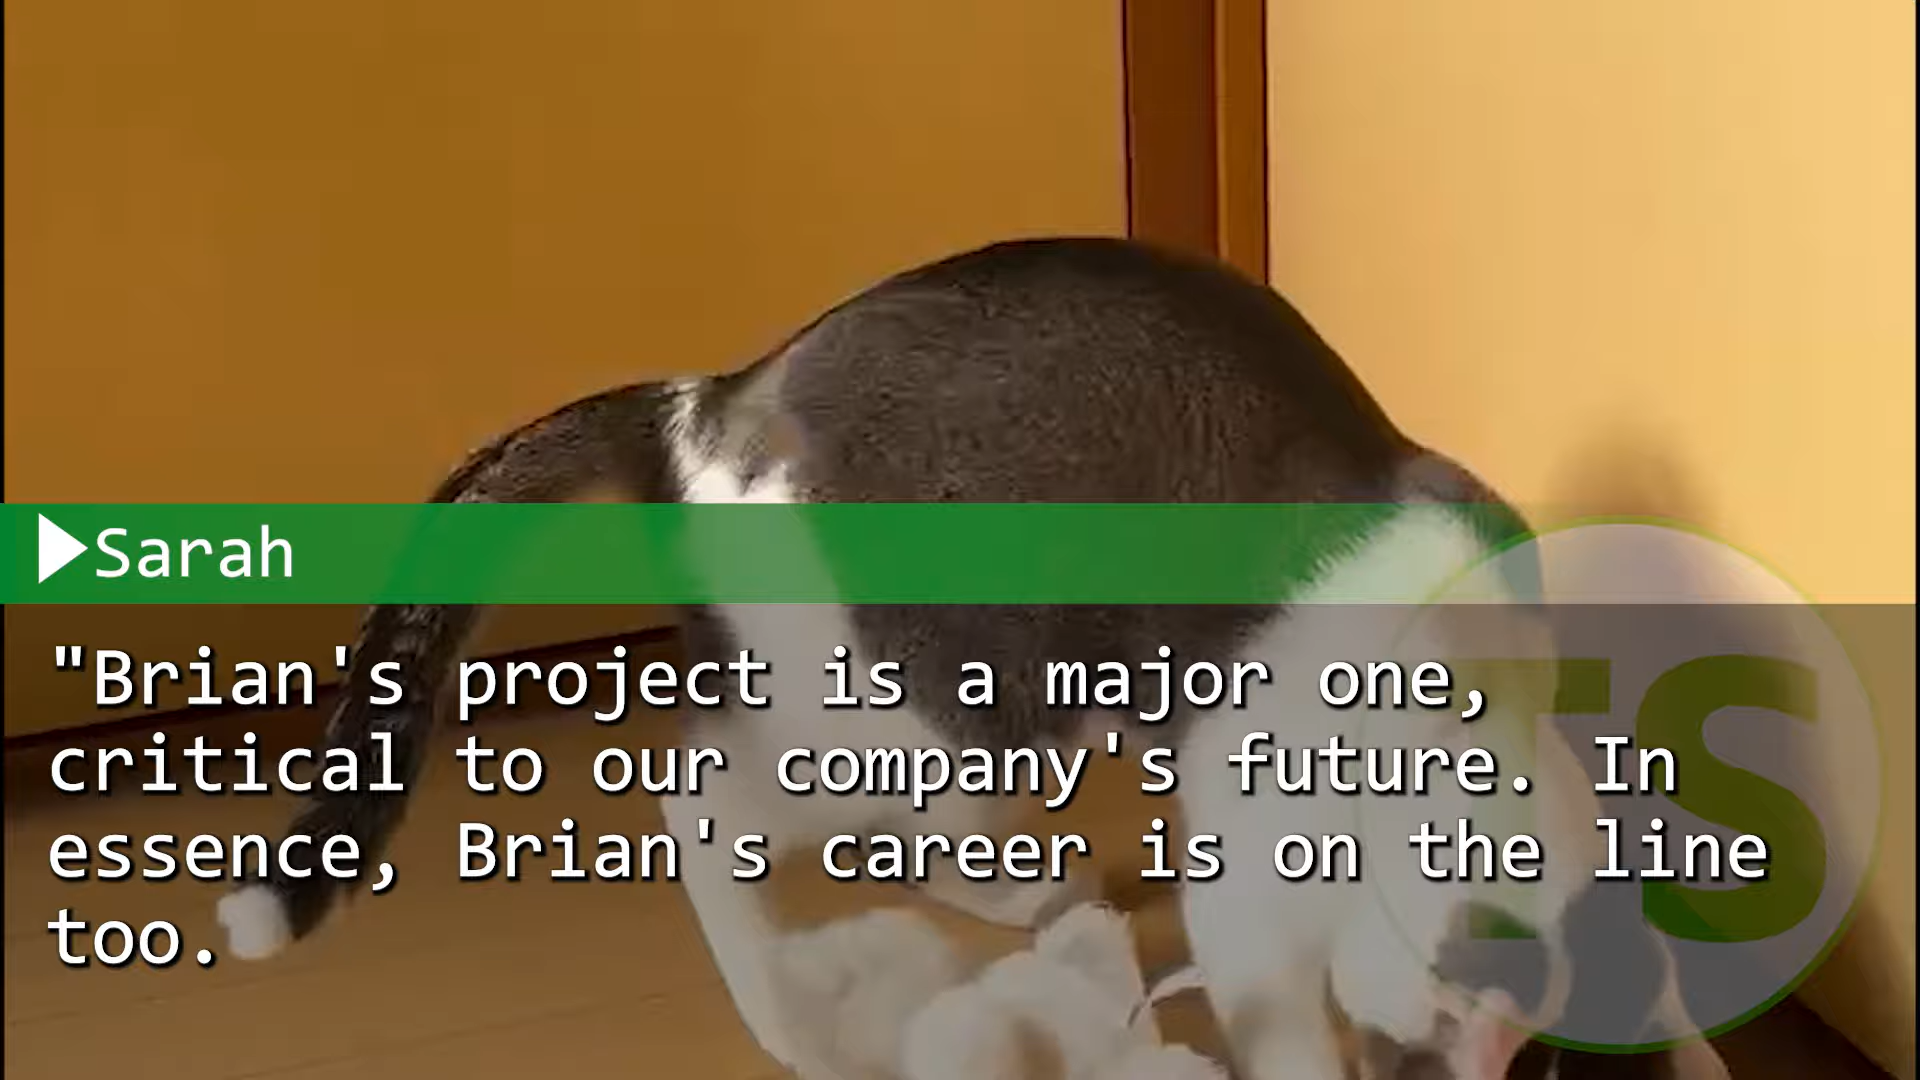 Sarah
"Brian's project is a major one,
critical to our company's future. In
essence, Brian's career is on the line
too.
TS